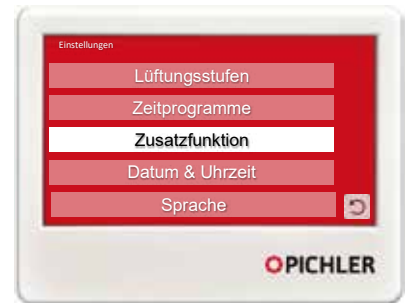 Einstellungen
Lüftungsstufen
Zeitprogramme
Zusatzfunktion
Datum & Uhrzeit
Sprache
PICHLER